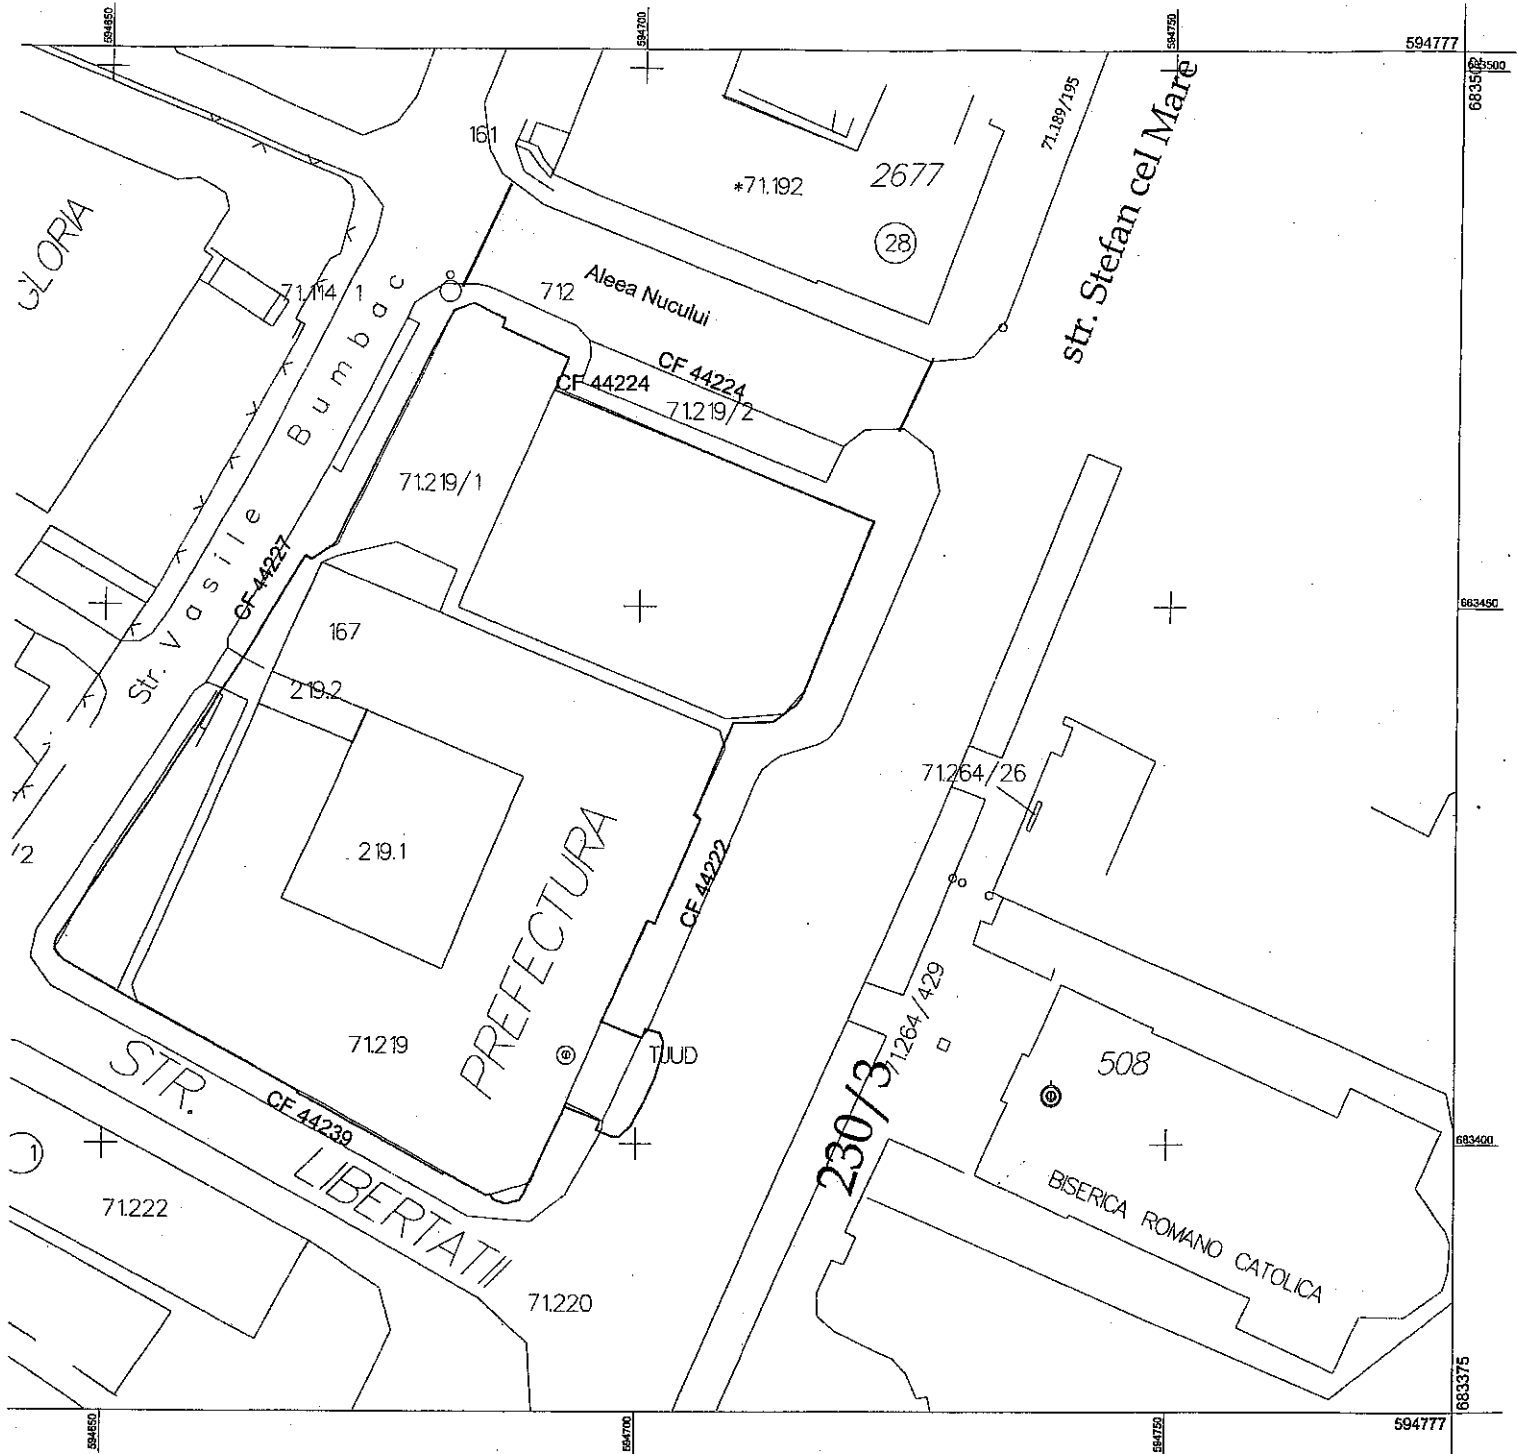 594650
594700
594750
594777
683500
683502
161
71.189/195
str. Stefan cel Mare
2677
*71.192
28
GLORIA
71.114
1
712
Aleea Nucului
CF 44224
CF 44224
71.219/2
71.219/1
Str. Vasile Bumbac
CF 44227
683450
167
219.2
71.264/26
219.1
/2
PREFECTURA
CF 44222
71.264/429
71.219
TUUD
508
STR. LIBERTATII
CF 44239
230/3
683400
1
71.222
BISERICA ROMANO CATOLICA
71.220
683375
594650
594700
594750
594777